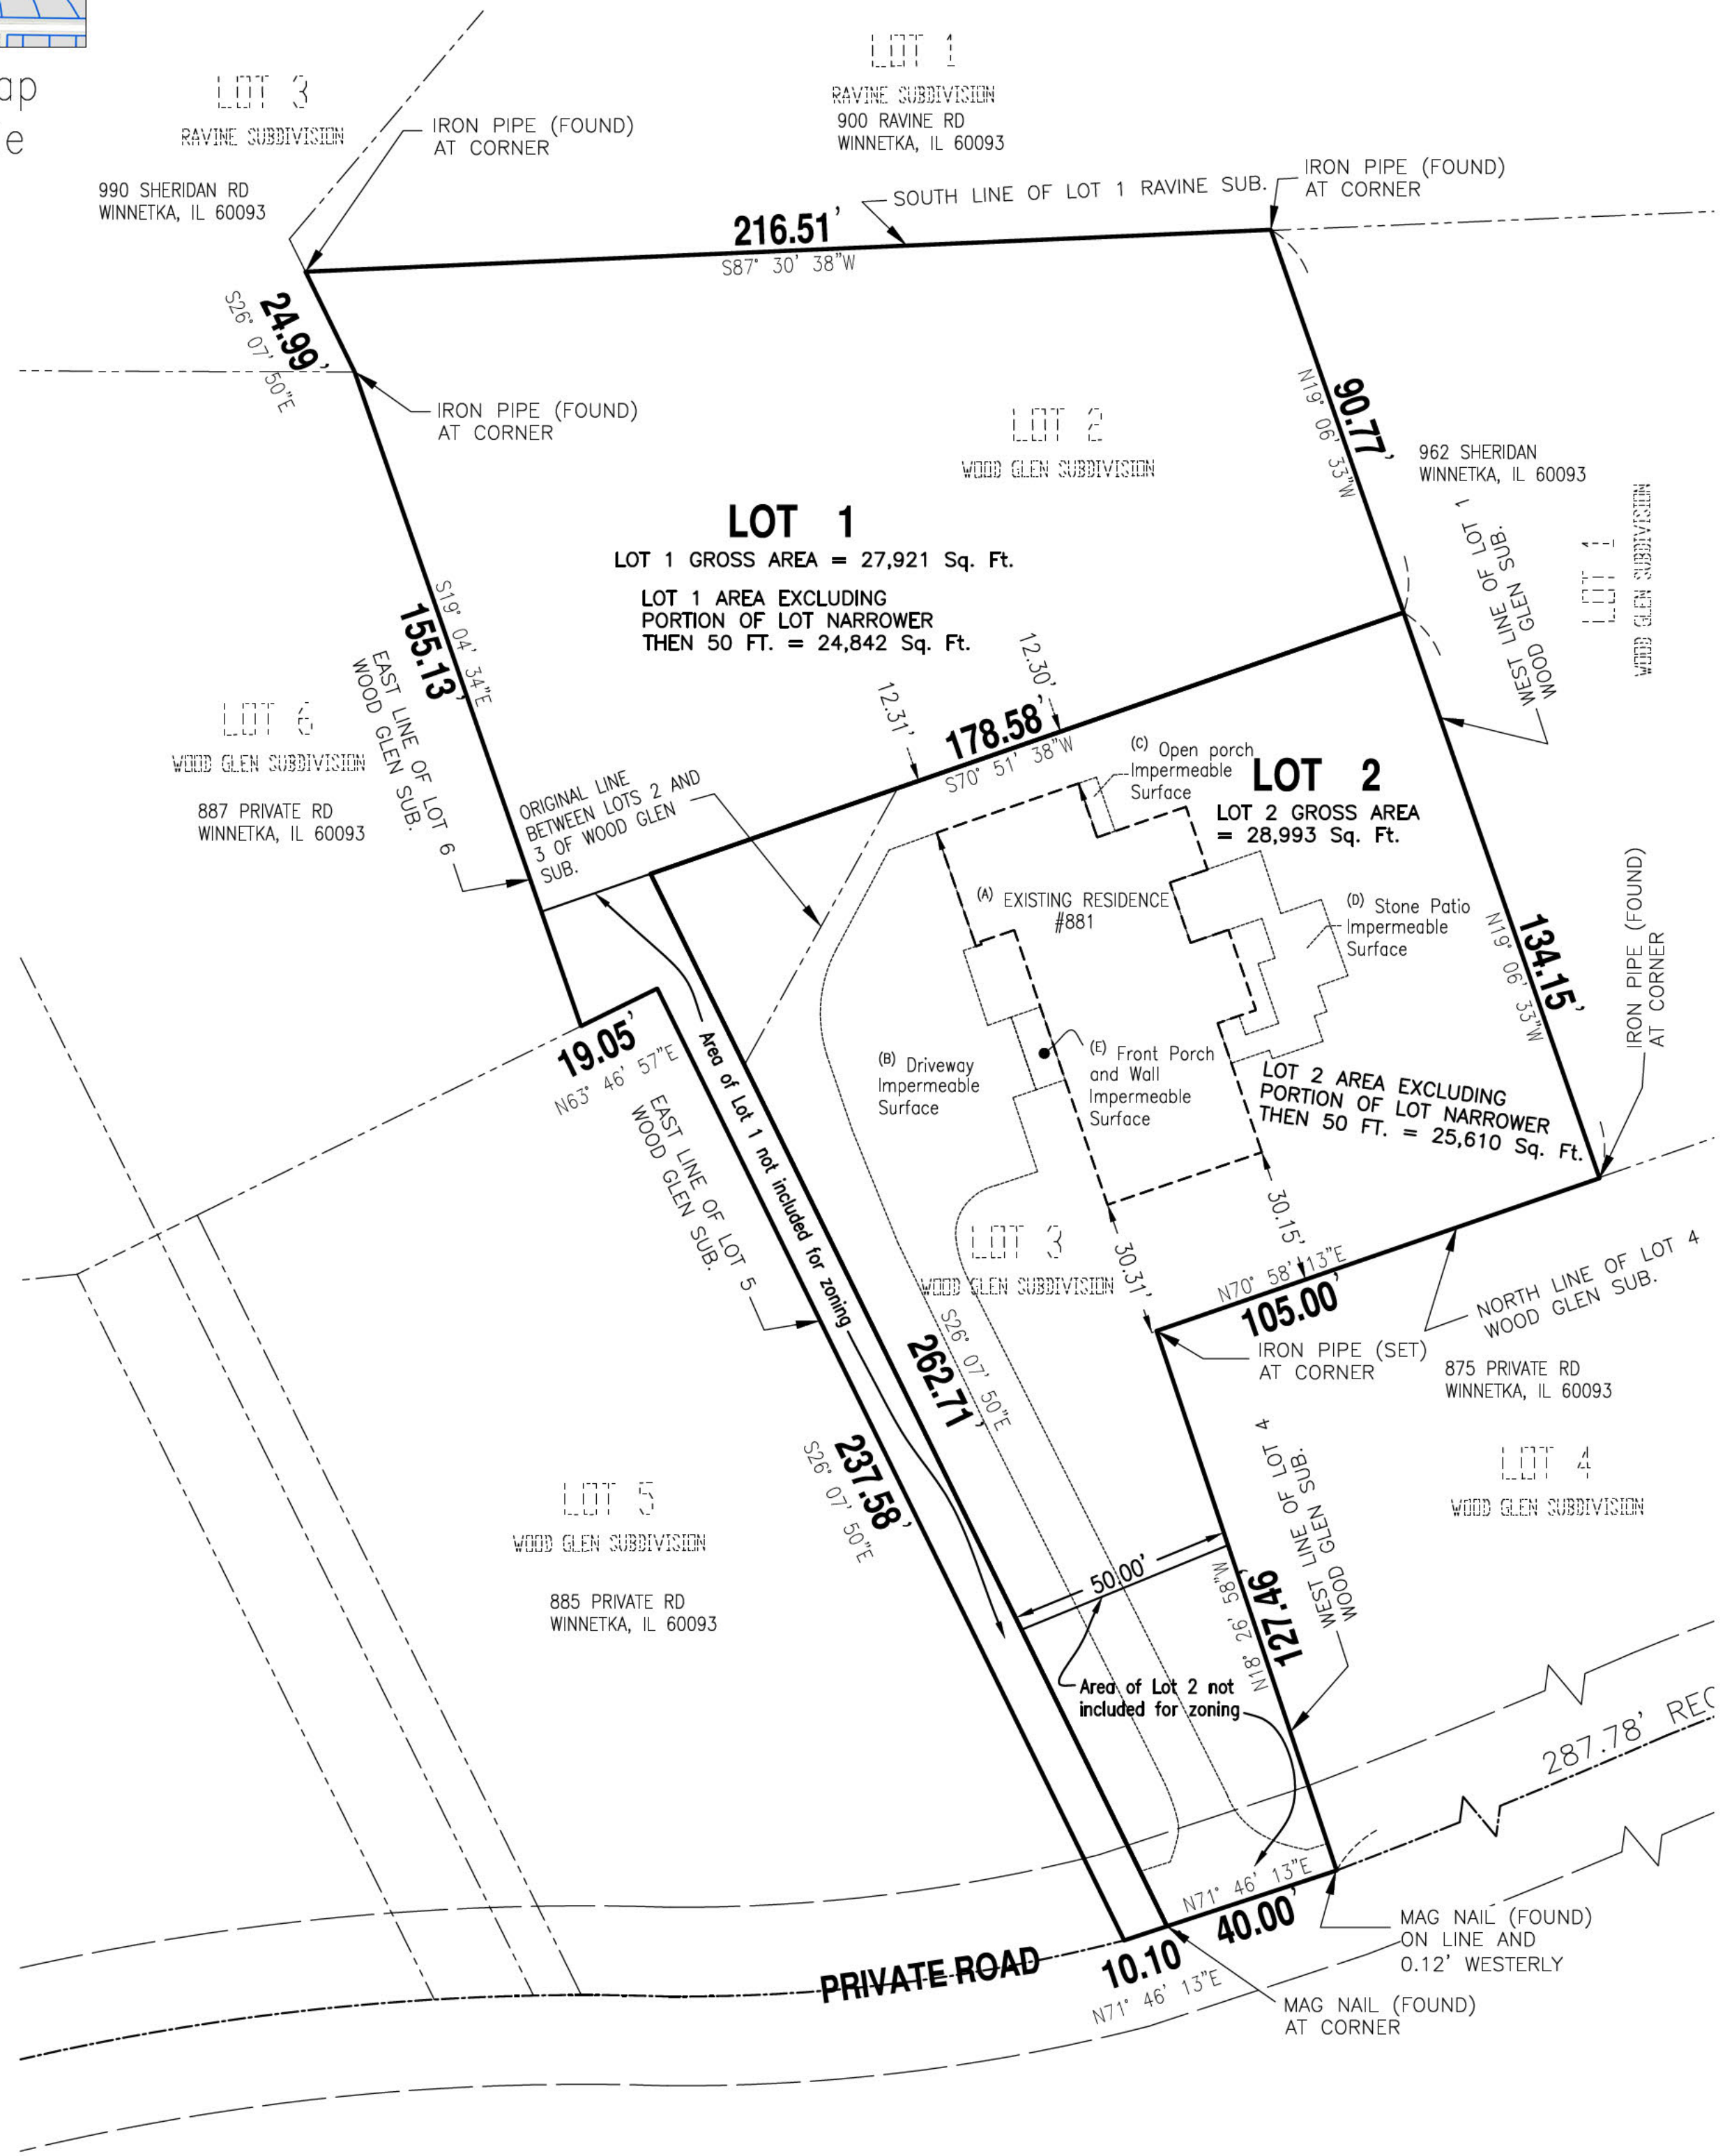 ap
e
LOT 3
RAVINE SUBDIVISION
990 SHERIDAN RD
WINNETKA, IL 60093
IRON PIPE (FOUND)
AT CORNER
LOT 1
RAVINE SUBDIVISION
900 RAVINE RD
WINNETKA, IL 60093
IRON PIPE (FOUND)
AT CORNER
SOUTH LINE OF LOT 1 RAVINE SUB.
216.51'
S87° 30' 38"W
24.99'
S26° 07' 50"E
IRON PIPE (FOUND)
AT CORNER
LOT 2
WOOD GLEN SUBDIVISION
90.77'
N19° 06' 33"W
962 SHERIDAN
WINNETKA, IL 60093
LOT 1
WOOD GLEN SUBDIVISION
WEST LINE OF LOT 1
WOOD GLEN SUB.
LOT 1
LOT 1 GROSS AREA = 27,921 Sq. Ft.
LOT 1 AREA EXCLUDING
PORTION OF LOT NARROWER
THEN 50 FT. = 24,842 Sq. Ft.
155.13'
S19° 04' 34"E
EAST LINE OF LOT 6
WOOD GLEN SUB.
LOT 6
WOOD GLEN SUBDIVISION
887 PRIVATE RD
WINNETKA, IL 60093
12.31'
12.30'
178.58'
S70° 51' 38"W
ORIGINAL LINE
BETWEEN LOTS 2 AND
3 OF WOOD GLEN
SUB.
(C) Open porch
Impermeable
Surface
LOT 2
LOT 2 GROSS AREA
= 28,993 Sq. Ft.
(A) EXISTING RESIDENCE
#881
(D) Stone Patio
Impermeable
Surface
134.15'
N19° 06' 33"W
IRON PIPE (FOUND)
AT CORNER
19.05'
N63° 46' 57"E
Area of Lot 1 not included for zoning
(B) Driveway
Impermeable
Surface
(E) Front Porch
and Wall
Impermeable
Surface
LOT 2 AREA EXCLUDING
PORTION OF LOT NARROWER
THEN 50 FT. = 25,610 Sq. Ft.
EAST LINE OF LOT 5
WOOD GLEN SUB.
LOT 3
WOOD GLEN SUBDIVISION
30.31'
30.15'
N70° 58' 13"E
105.00'
NORTH LINE OF LOT 4
WOOD GLEN SUB.
IRON PIPE (SET)
AT CORNER
875 PRIVATE RD
WINNETKA, IL 60093
262.71'
S26° 07' 50"E
237.58'
S26° 07' 50"E
LOT 5
WOOD GLEN SUBDIVISION
885 PRIVATE RD
WINNETKA, IL 60093
LOT 4
WOOD GLEN SUBDIVISION
WEST LINE OF LOT 4
WOOD GLEN SUB.
50.00'
127.46'
N18° 26' 58"W
Area of Lot 2 not
included for zoning
287.78' REC
N71° 46' 13"E
40.00'
10.10
N71° 46' 13"E
PRIVATE ROAD
MAG NAIL (FOUND)
ON LINE AND
0.12' WESTERLY
MAG NAIL (FOUND)
AT CORNER